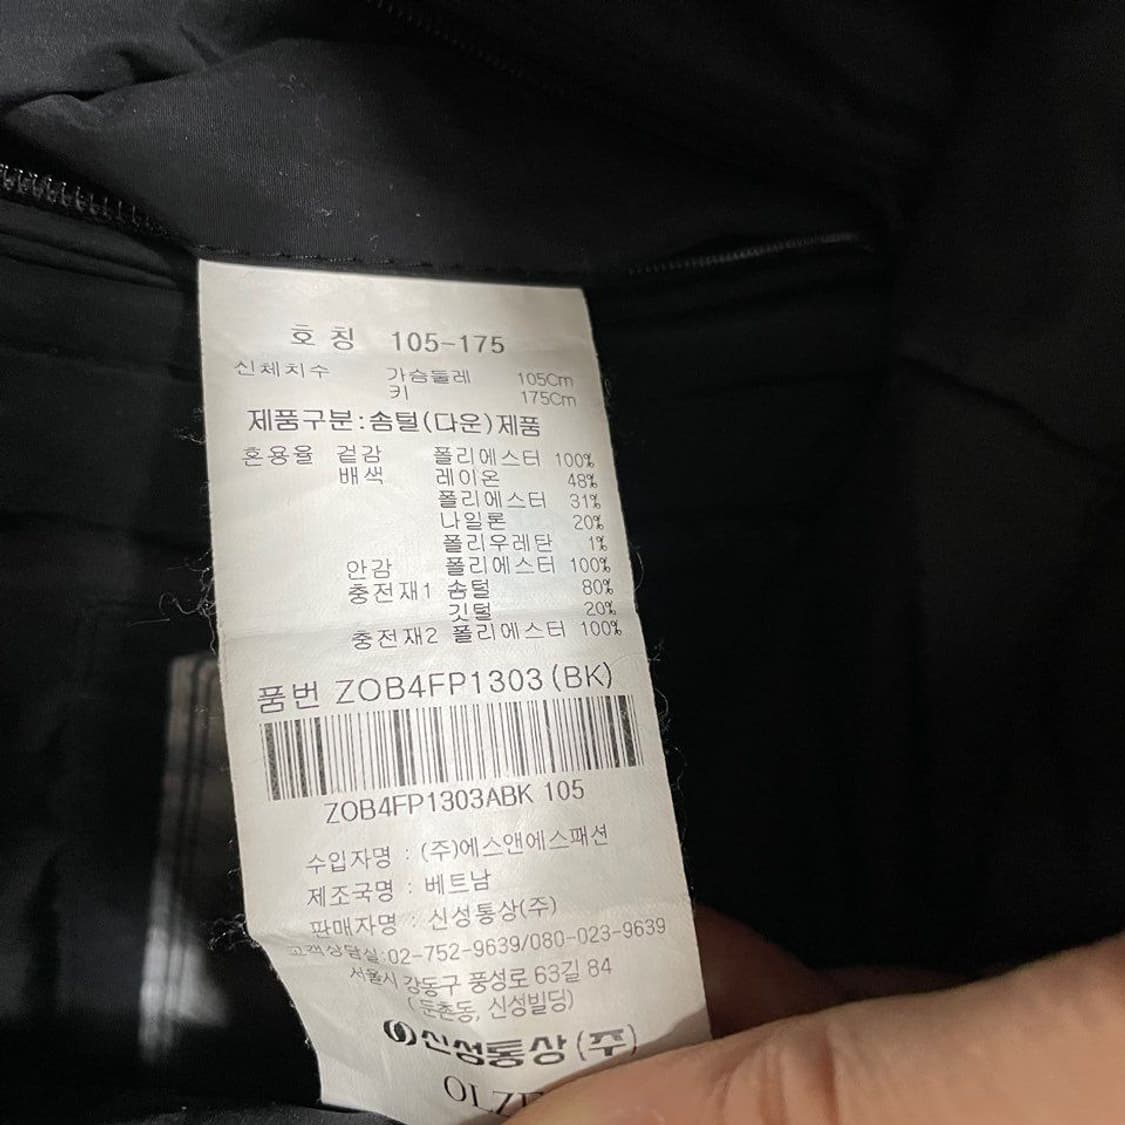 호 칭 105-175
신체치수 가슴둘레 105Cm
키 175Cm
제품구분:솜털(다운)제품
혼용율 겉감 폴리에스터 100%
배색 레이온 48%
폴리에스터 31%
나일론 20%
폴리우레탄 1%
안감 폴리에스터 100%
충전재1 솜털 80%
깃털 20%
충전재2 폴리에스터 100%
품번 ZOB4FP1303(BK)
ZOB4FP1303ABK 105
수입자명 : (주)에스앤에스패션
제조국명 : 베트남
판매자명 : 신성통상(주)
고객상담실:02-752-9639/080-023-9639
서울시 강동구 풍성로 63길 84
(둔촌동, 신성빌딩)
신성통상(주)